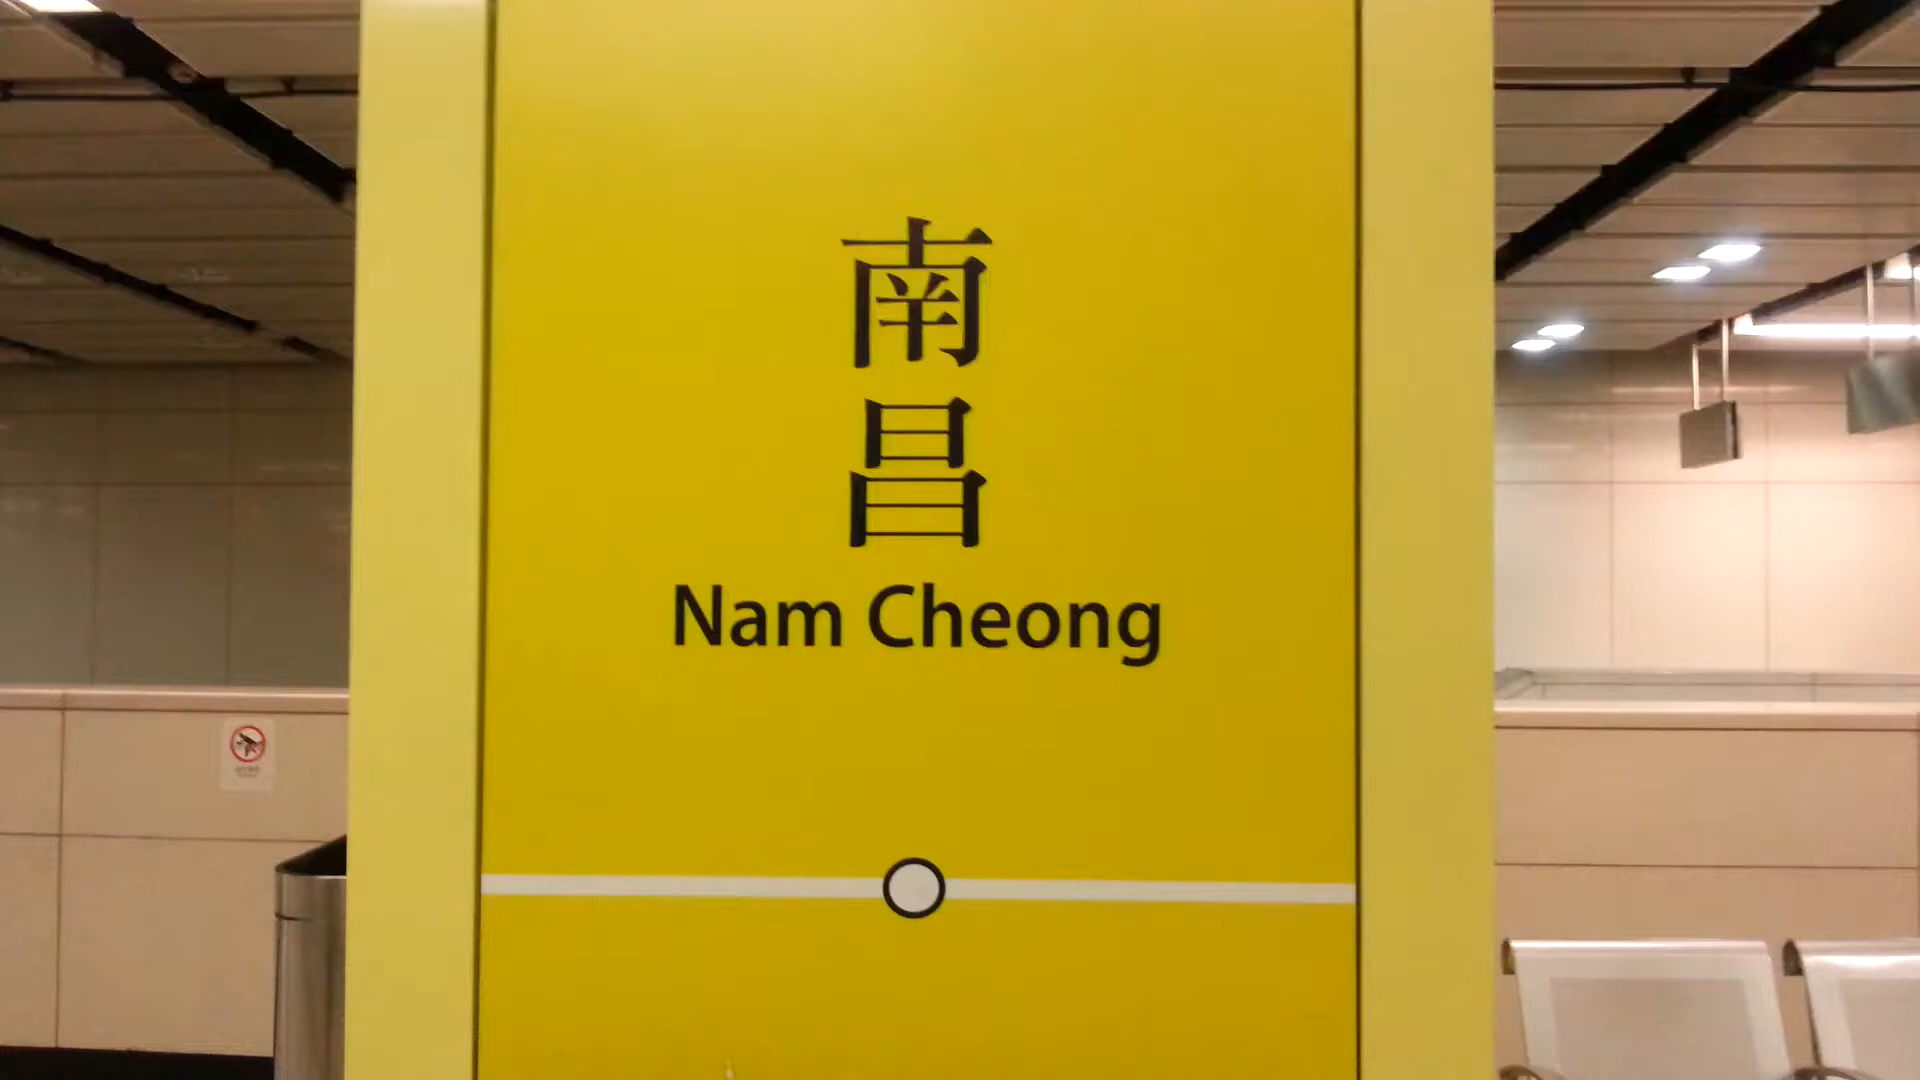 南
昌
Nam Cheong